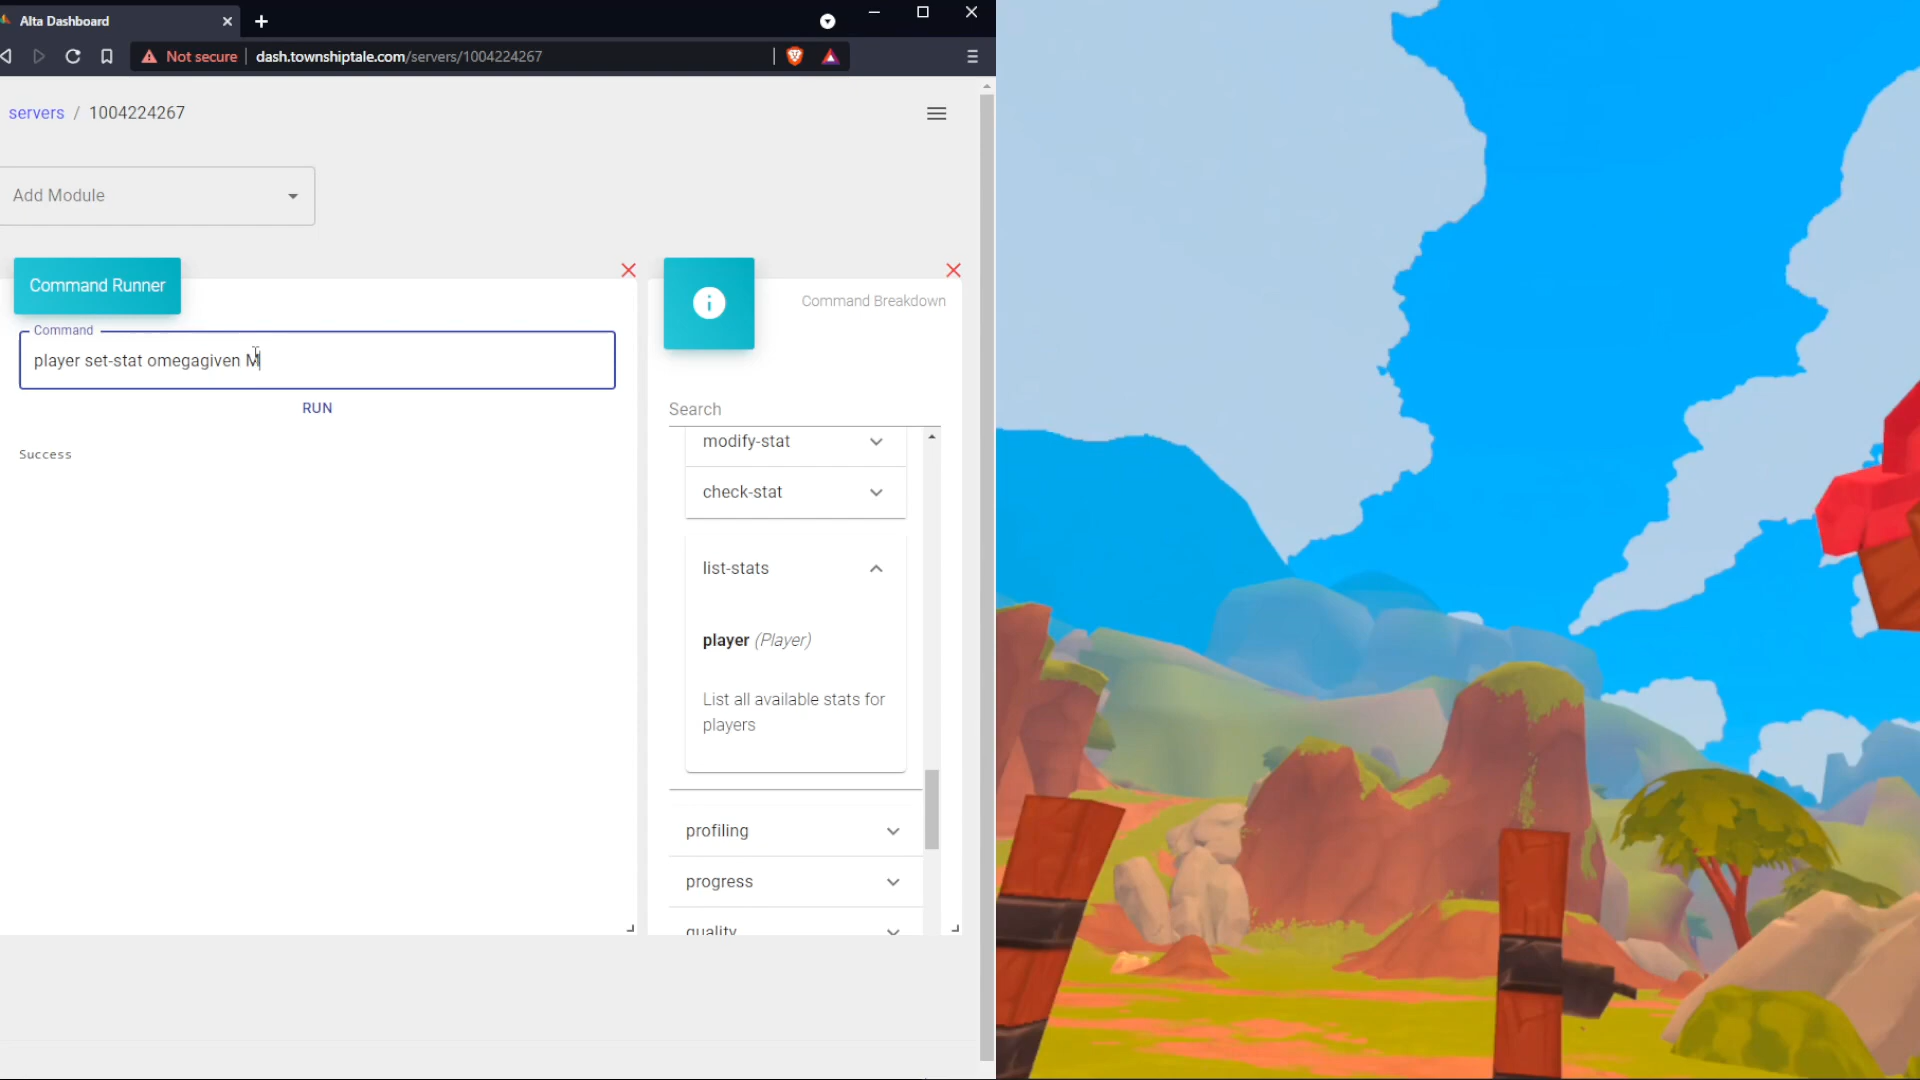 Alta Dashboard
Not secure
dash.townshiptale.com/servers/1004224267
servers / 1004224267
Add Module
Command Runner
Command
player set-stat omegagiven M
RUN
Success
Command Breakdown
Search
modify-stat
check-stat
list-stats
player (Player)
List all available stats for
players
profiling
progress
quality